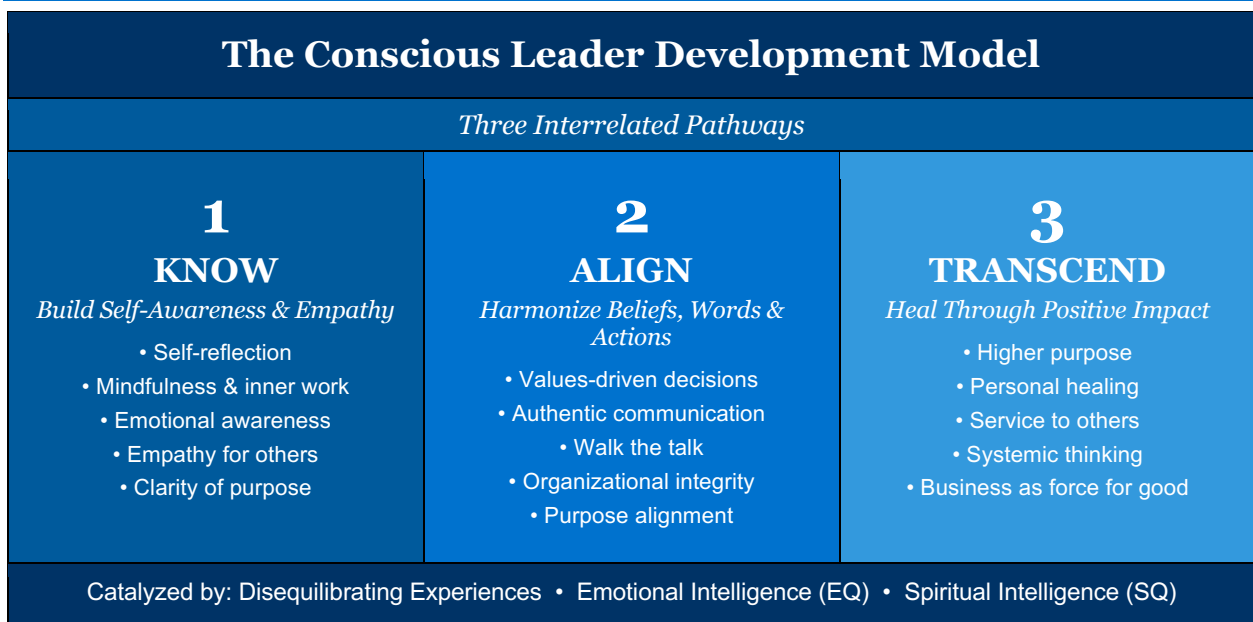 The Conscious Leader Development Model
Three Interrelated Pathways
1
KNOW
Build Self-Awareness & Empathy
• Self-reflection
• Mindfulness & inner work
• Emotional awareness
• Empathy for others
• Clarity of purpose
2
ALIGN
Harmonize Beliefs, Words &
Actions
• Values-driven decisions
• Authentic communication
• Walk the talk
• Organizational integrity
• Purpose alignment
3
TRANSCEND
Heal Through Positive Impact
• Higher purpose
• Personal healing
• Service to others
• Systemic thinking
• Business as force for good
Catalyzed by: Disequilibrating Experiences • Emotional Intelligence (EQ) • Spiritual Intelligence (SQ)